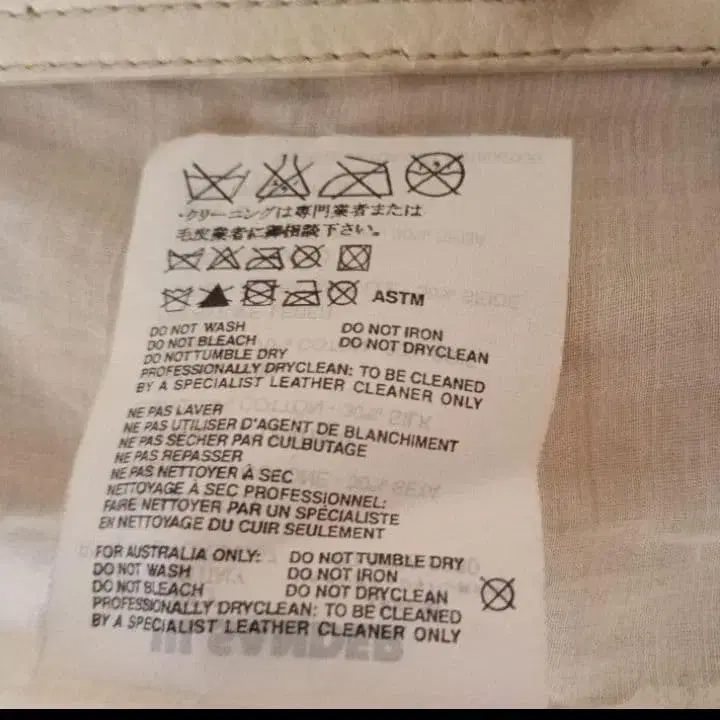 ・クリーニングは専門業者または
毛皮業者に御相談下さい。
ASTM
DO NOT WASH DO NOT IRON
DO NOT BLEACH DO NOT DRYCLEAN
DO NOT TUMBLE DRY
PROFESSIONALLY DRYCLEAN: TO BE CLEANED
BY A SPECIALIST LEATHER CLEANER ONLY
NE PAS LAVER
NE PAS UTILISER D'AGENT DE BLANCHIMENT
NE PAS SECHER PAR CULBUTAGE
NE PAS REPASSER
NE PAS NETTOYER À SEC
NETTOYAGE À SEC PROFESSIONNEL:
FAIRE NETTOYER PAR UN SPÉCIALISTE
EN NETTOYAGE DU CUIR SEULEMENT
FOR AUSTRALIA ONLY: DO NOT TUMBLE DRY
DO NOT WASH DO NOT IRON
DO NOT BLEACH DO NOT DRYCLEAN
PROFESSIONALLY DRYCLEAN: TO BE CLEANED
BY A SPECIALIST LEATHER CLEANER ONLY